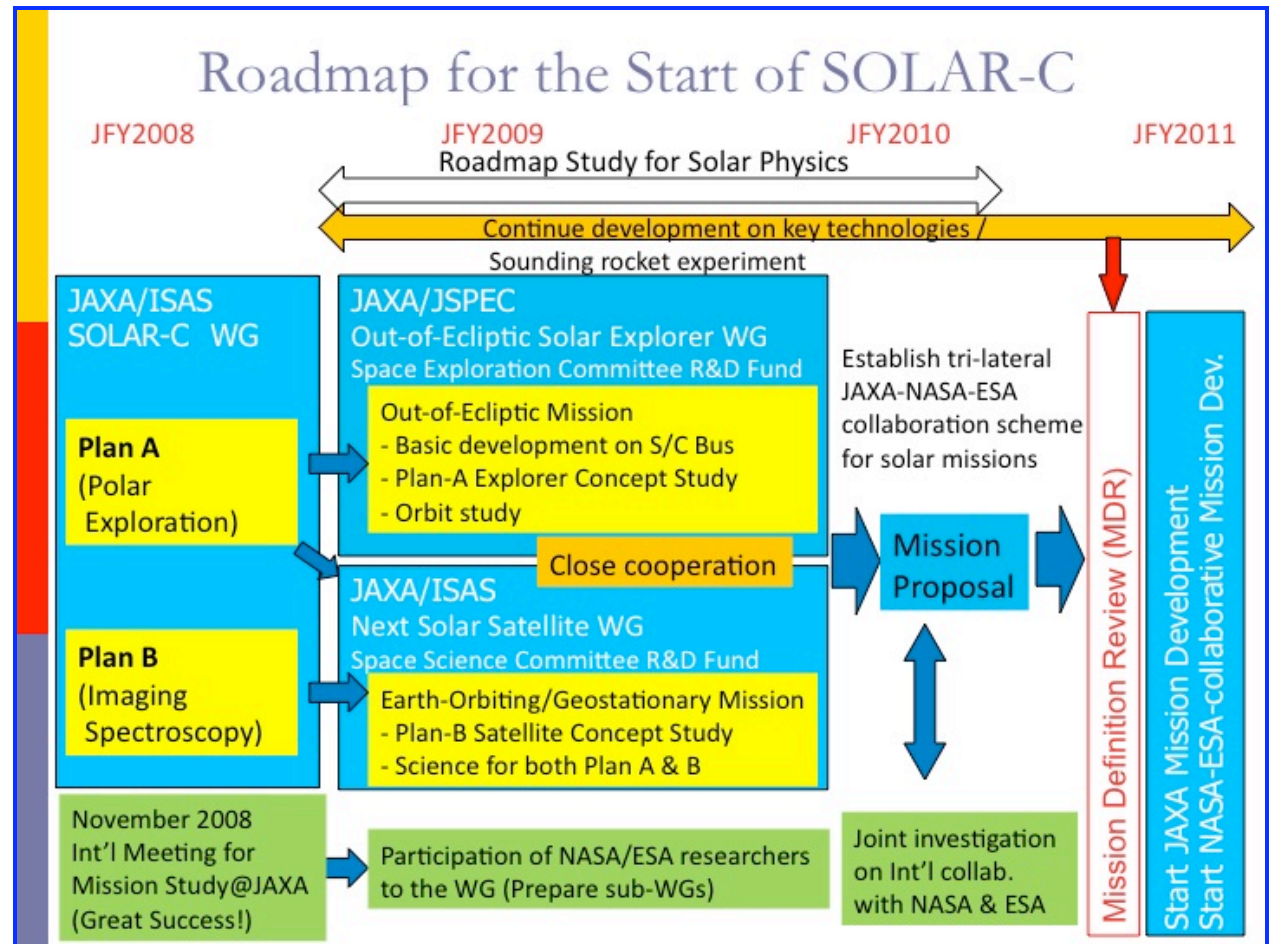 Roadmap for the Start of SOLAR-C
JFY2008
JFY2009
JFY2010
JFY2011
Roadmap Study for Solar Physics
Continue development on key technologies /
Sounding rocket experiment
JAXA/ISAS
SOLAR-C WG
Plan A
(Polar
Exploration)
Plan B
(Imaging
Spectroscopy)
JAXA/JSPEC
Out-of-Ecliptic Solar Explorer WG
Space Exploration Committee R&D Fund
Out-of-Ecliptic Mission
- Basic development on S/C Bus
- Plan-A Explorer Concept Study
- Orbit study
Close cooperation
JAXA/ISAS
Next Solar Satellite WG
Space Science Committee R&D Fund
Earth-Orbiting/Geostationary Mission
- Plan-B Satellite Concept Study
- Science for both Plan A & B
Establish tri-lateral
JAXA-NASA-ESA
collaboration scheme
for solar missions
Mission
Proposal
Mission Definition Review (MDR)
Start JAXA Mission Development
Start NASA-ESA-collaborative Mission Dev.
November 2008
Int'l Meeting for
Mission Study@JAXA
(Great Success!)
Participation of NASA/ESA researchers
to the WG (Prepare sub-WGs)
Joint investigation
on Int'l collab.
with NASA & ESA